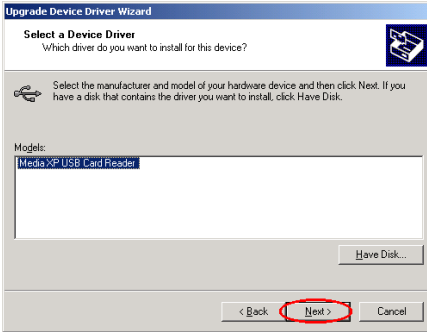 Upgrade Device Driver Wizard
Select a Device Driver
Which driver do you want to install for this device?
Select the manufacturer and model of your hardware device and then click Next. If you
have a disk that contains the driver you want to install, click Have Disk.
Models:
Media XP USB Card Reader
Have Disk...
< Back
Next >
Cancel